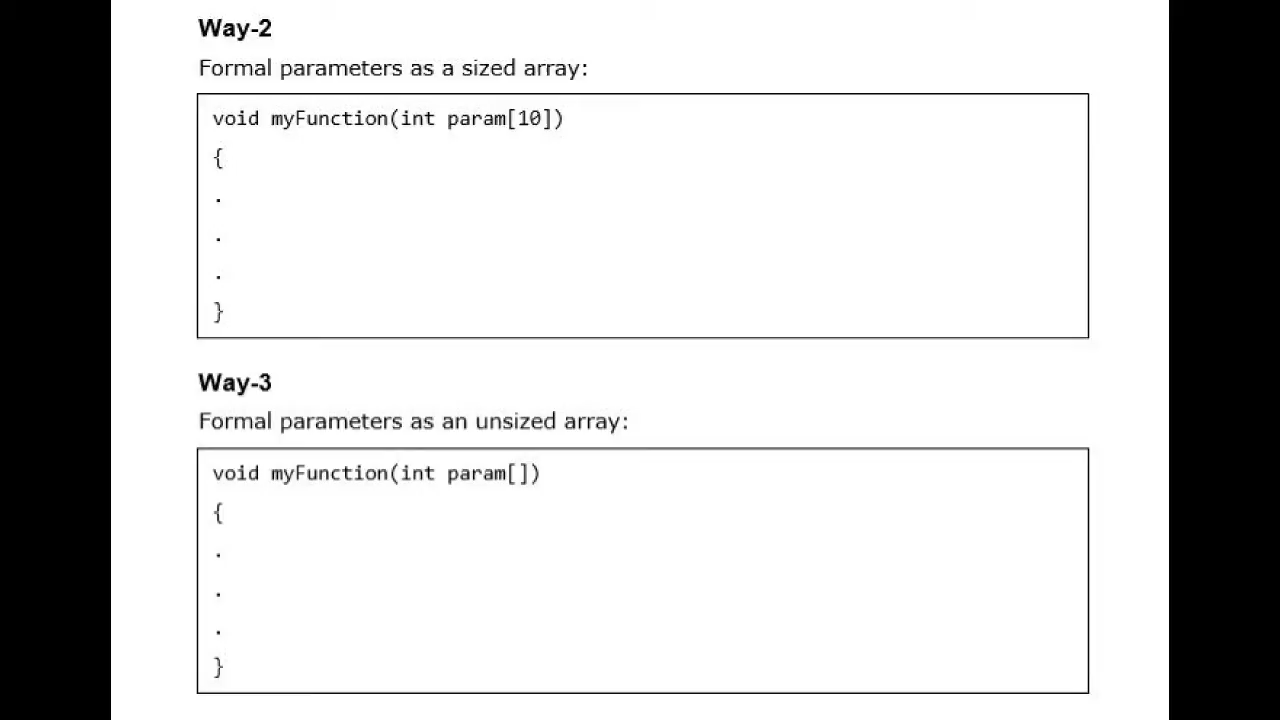 Way-2
Formal parameters as a sized array:
void myFunction(int param[10])
{
.
.
.
}
Way-3
Formal parameters as an unsized array:
void myFunction(int param[])
{
.
.
.
}